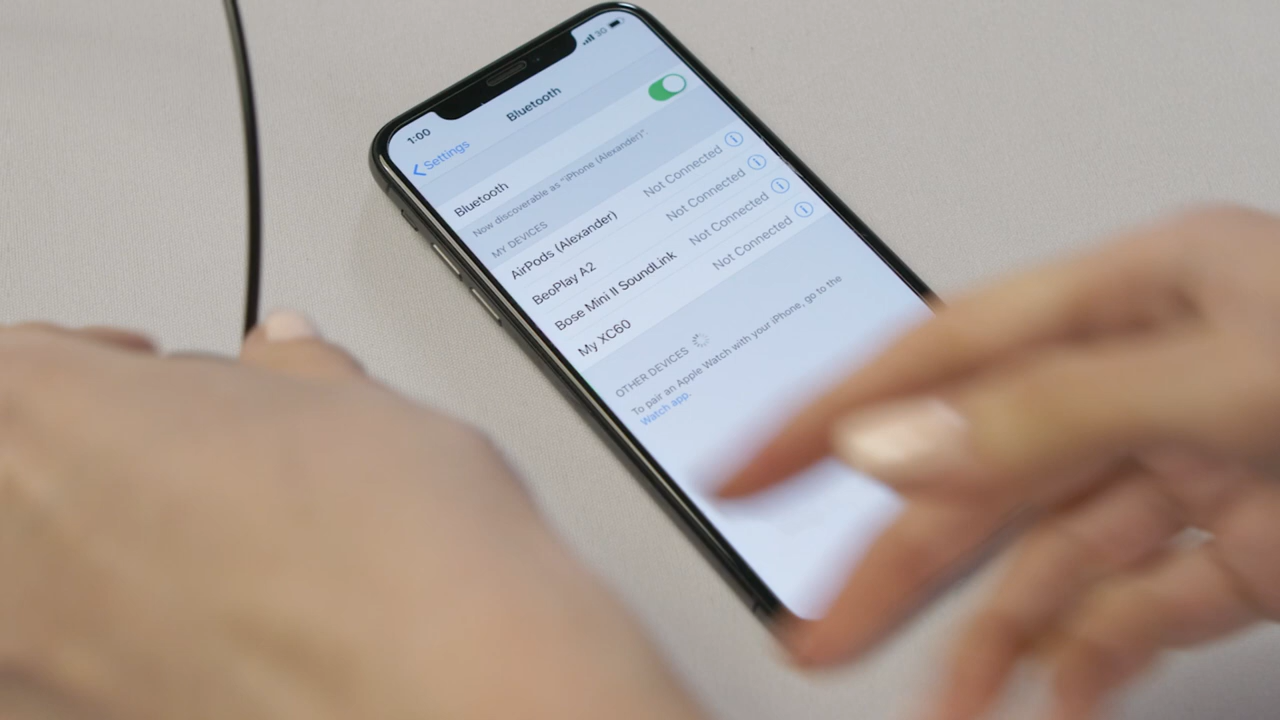 1:00 3G
Settings Bluetooth
Bluetooth
Now discoverable as "iPhone (Alexander)".
MY DEVICES
AirPods (Alexander) Not Connected
BeoPlay A2 Not Connected
Bose Mini II SoundLink Not Connected
My XC60 Not Connected
OTHER DEVICES
To pair an Apple Watch with your iPhone, go to the
Watch app.